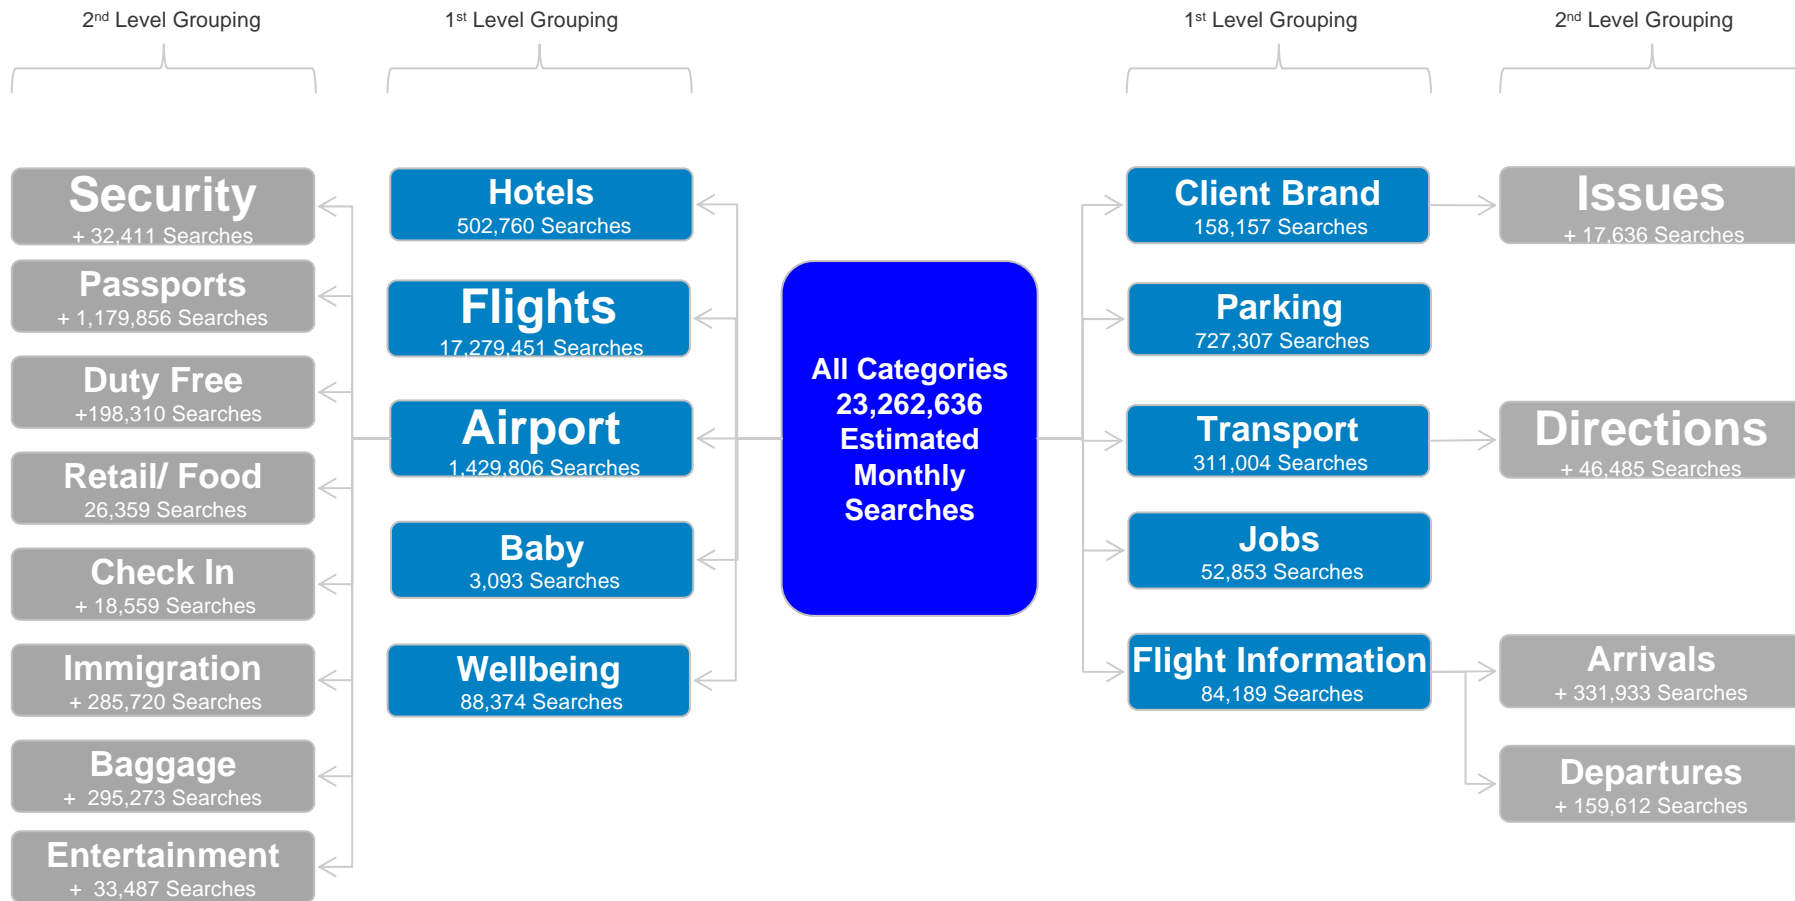 2nd Level Grouping
1st Level Grouping
1st Level Grouping
2nd Level Grouping
Security
+ 32,411 Searches
Passports
+ 1,179,856 Searches
Duty Free
+198,310 Searches
Retail/ Food
26,359 Searches
Check In
+ 18,559 Searches
Immigration
+ 285,720 Searches
Baggage
+ 295,273 Searches
Entertainment
+ 33,487 Searches
Hotels
502,760 Searches
Flights
17,279,451 Searches
Airport
1,429,806 Searches
Baby
3,093 Searches
Wellbeing
88,374 Searches
All Categories
23,262,636
Estimated
Monthly
Searches
Client Brand
158,157 Searches
Parking
727,307 Searches
Transport
311,004 Searches
Jobs
52,853 Searches
Flight Information
84,189 Searches
Issues
+ 17,636 Searches
Directions
+ 46,485 Searches
Arrivals
+ 331,933 Searches
Departures
+ 159,612 Searches